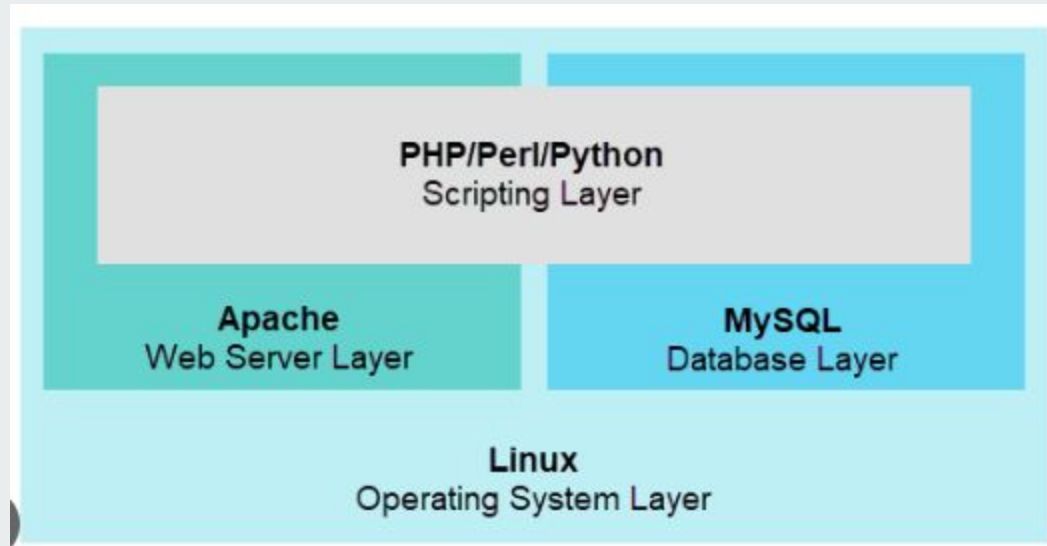 PHP/Perl/Python
Scripting Layer
Apache
Web Server Layer
MySQL
Database Layer
Linux
Operating System Layer